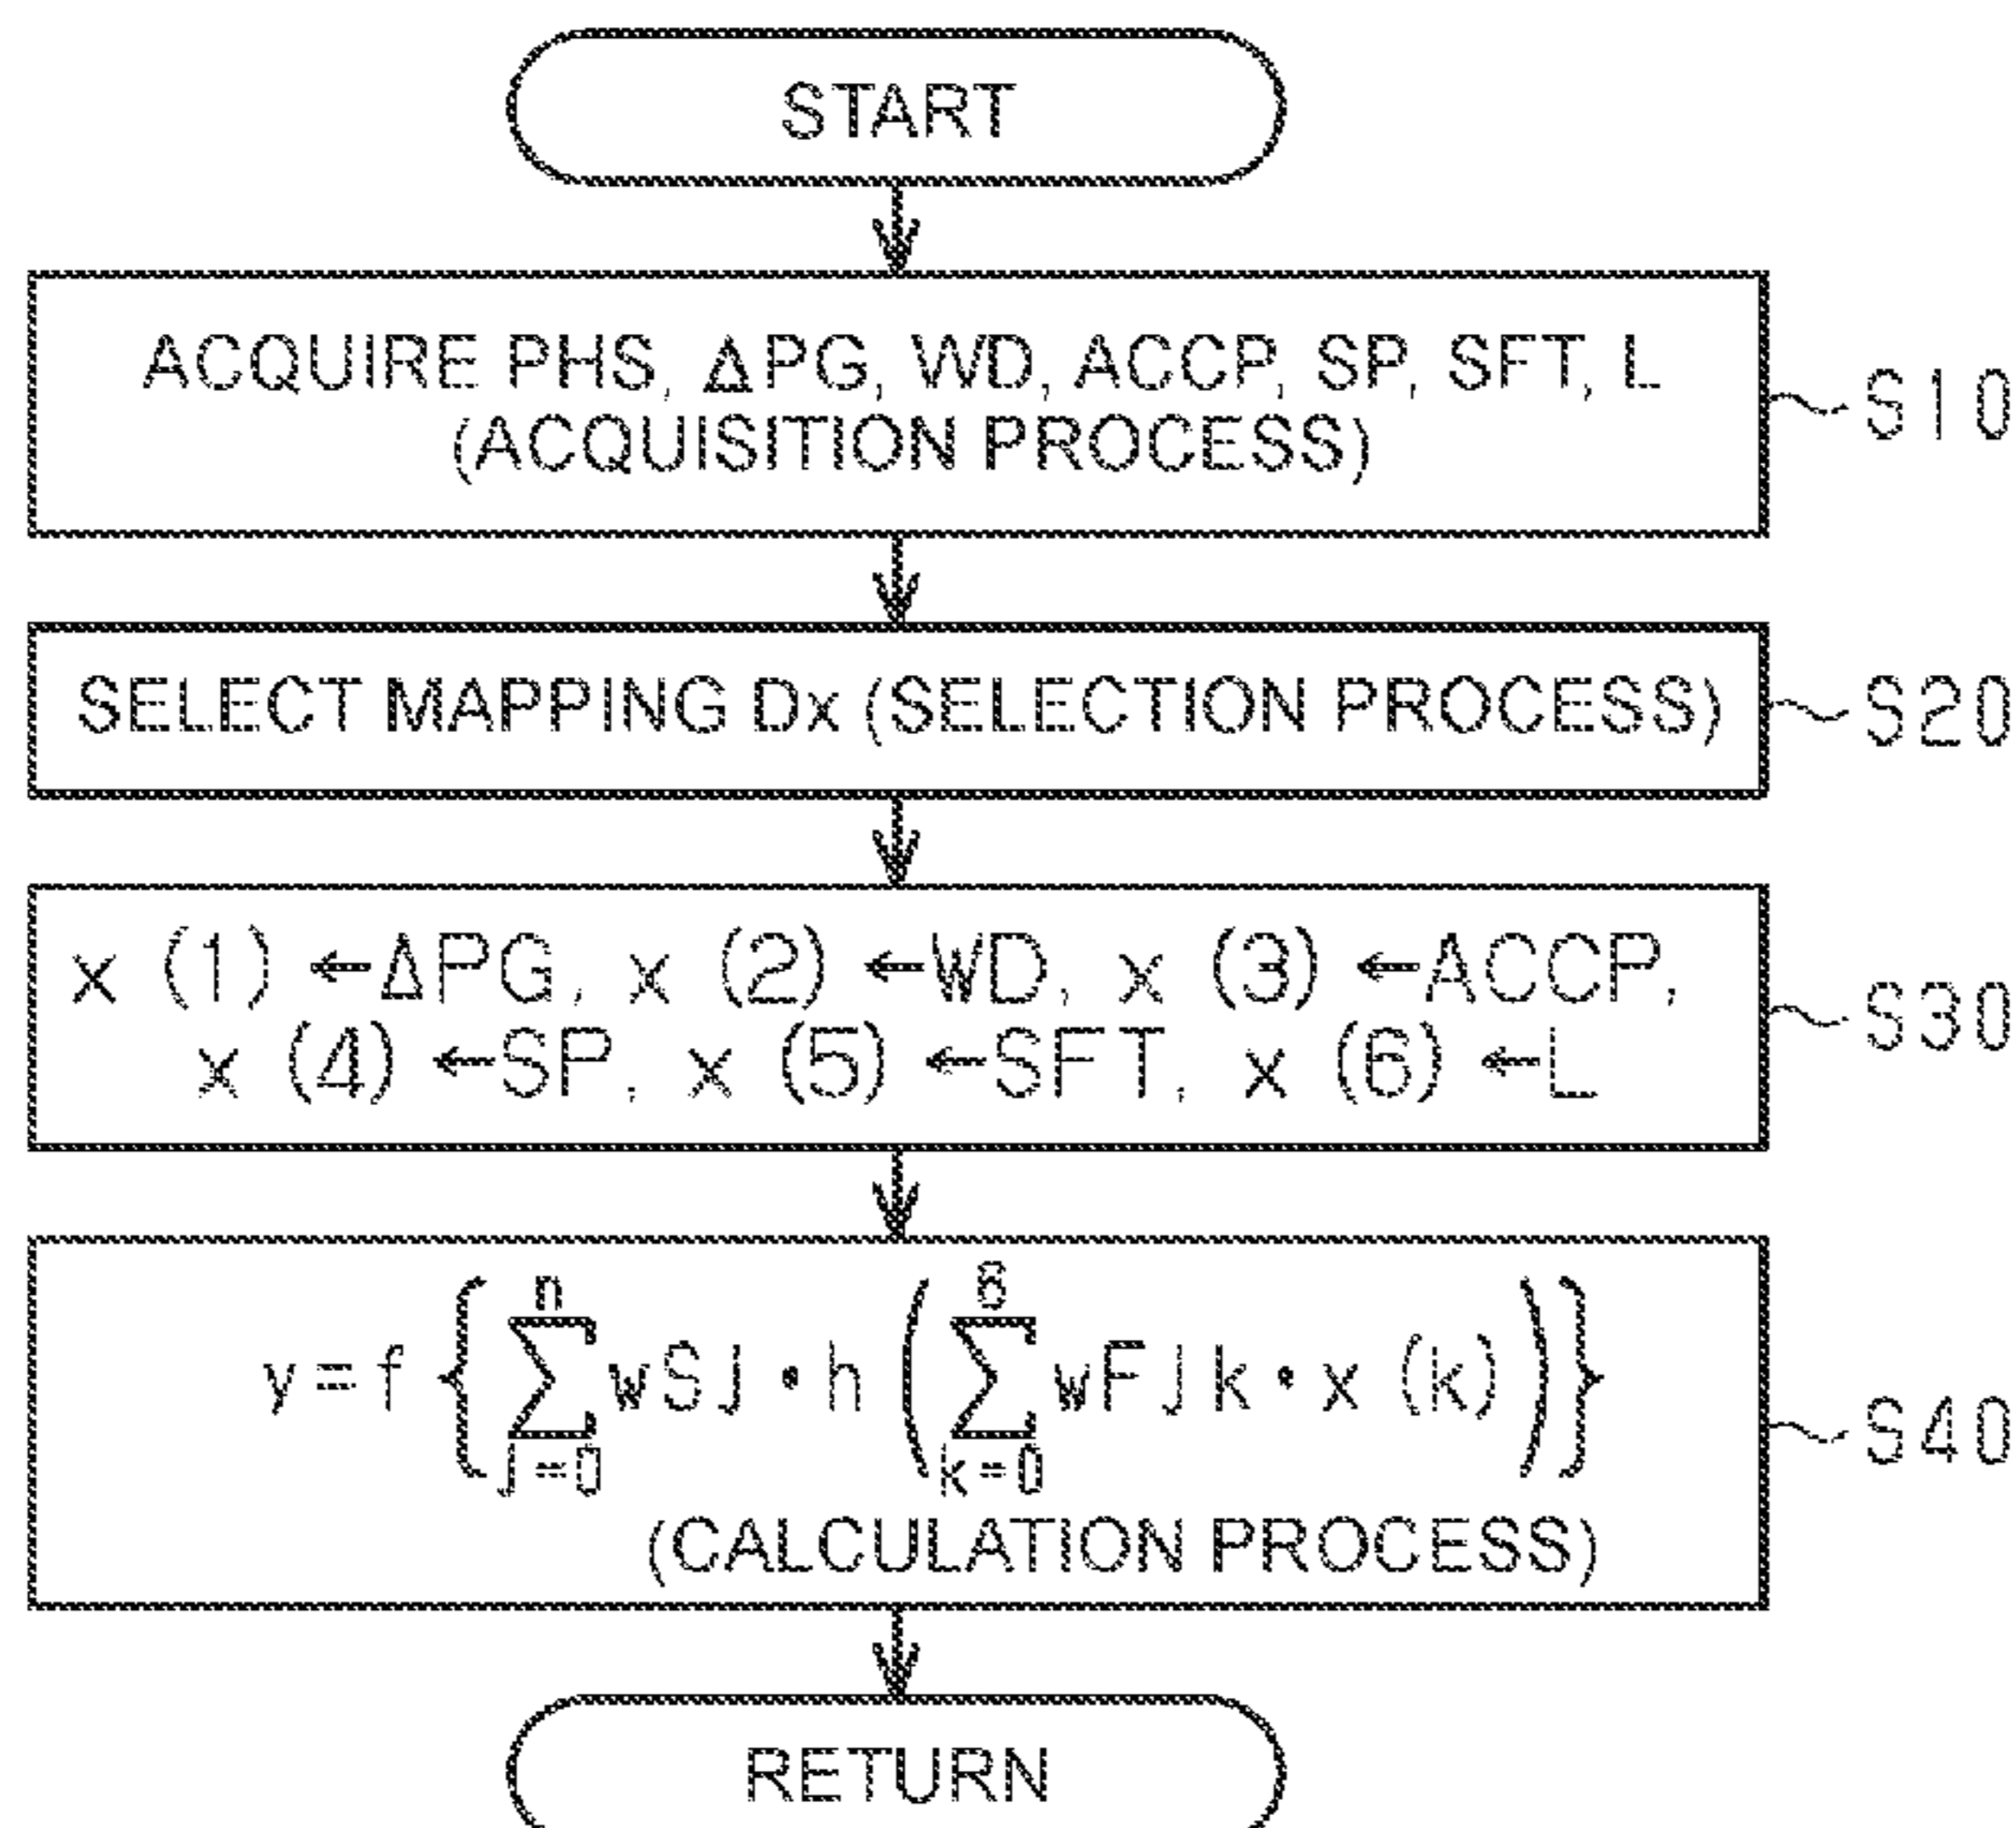 START
ACQUIRE PHS, ΔPG, WD, ACCP, SP, SFT, L
(ACQUISITION PROCESS)
S10
SELECT MAPPING Dx (SELECTION PROCESS)
S20
x (1) ←ΔPG, x (2) ←WD, x (3) ←ACCP,
x (4) ←SP, x (5) ←SFT, x (6) ←L
S30
y=f{∑_{j=0}^{n} wSj·h(∑_{k=0}^{6} wFjk·x(k))}
(CALCULATION PROCESS)
S40
RETURN